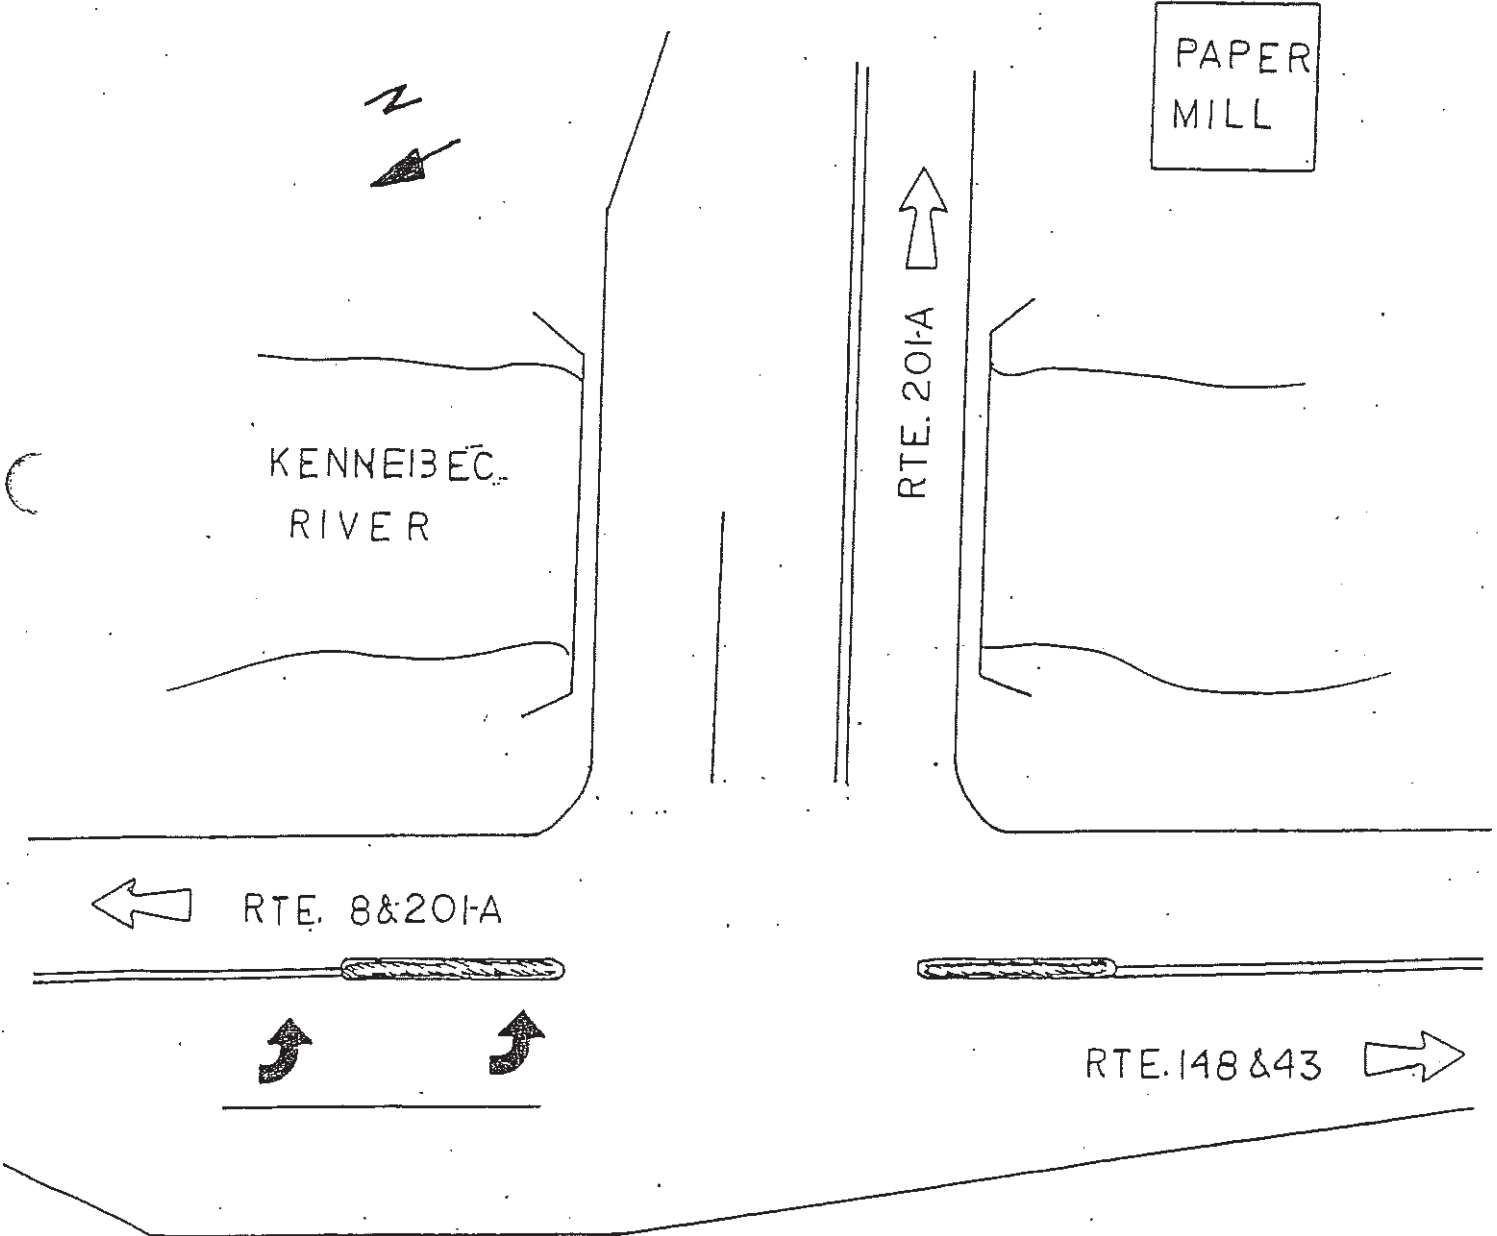 PAPER
MILL
N
RTE. 201-A
KENNEBEC
RIVER
RTE. 8&201-A
RTE. 148&43